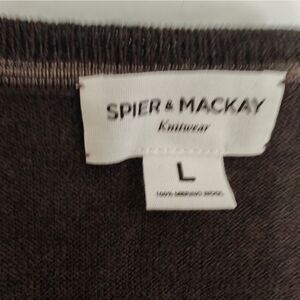 SPIER & MACKAY
Knitwear
L
100% MERINO WOOL